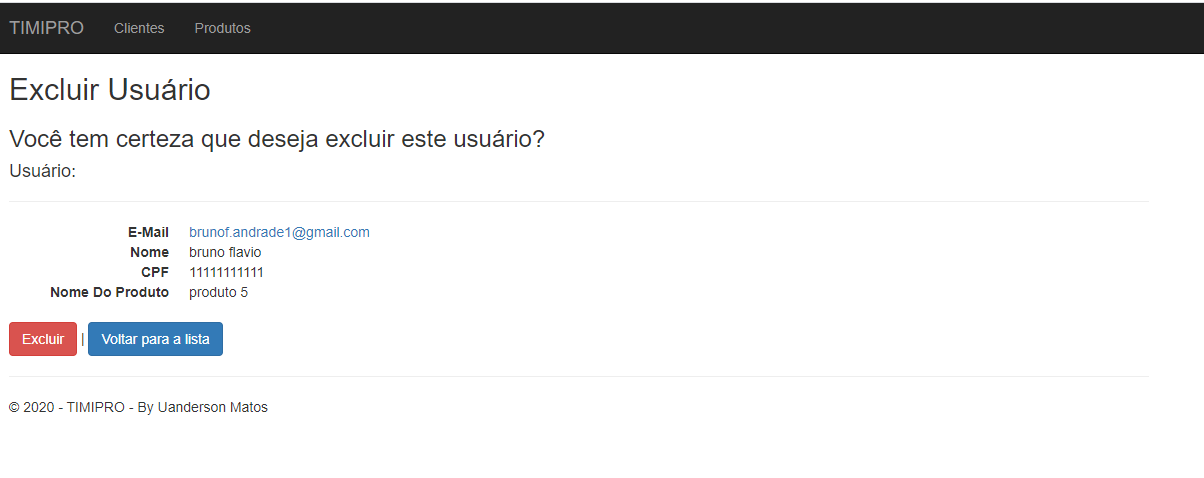 TIMIPRO Clientes Produtos
Excluir Usuário
Você tem certeza que deseja excluir este usuário?
Usuário:
E-Mail brunof.andrade1@gmail.com
Nome bruno flavio
CPF 11111111111
Nome Do Produto produto 5
Excluir | Voltar para a lista
© 2020 - TIMIPRO - By Uanderson Matos